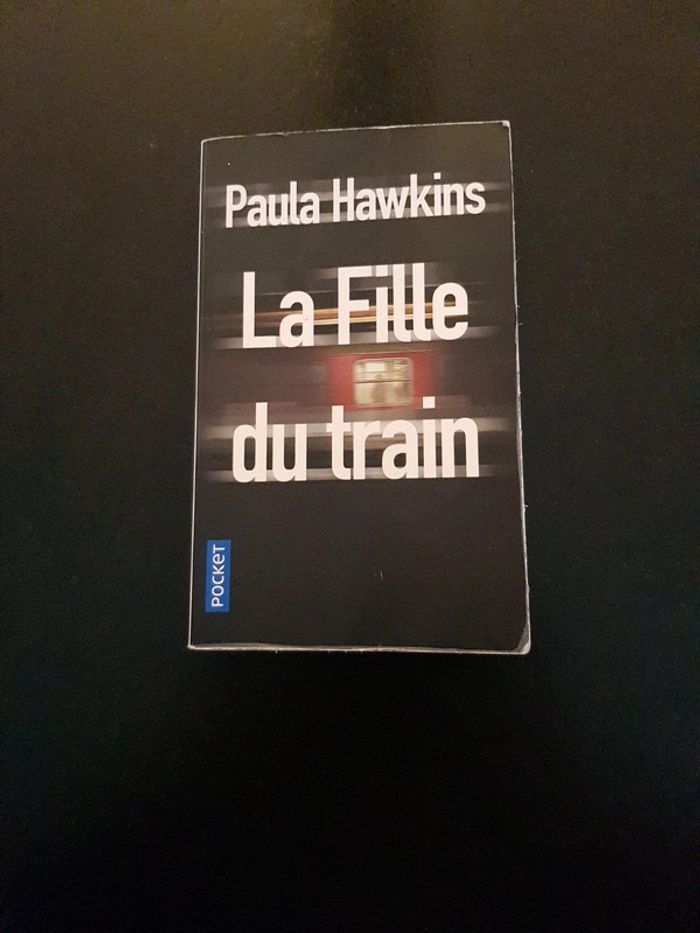 Paula Hawkins
La Fille
du train
POCKET